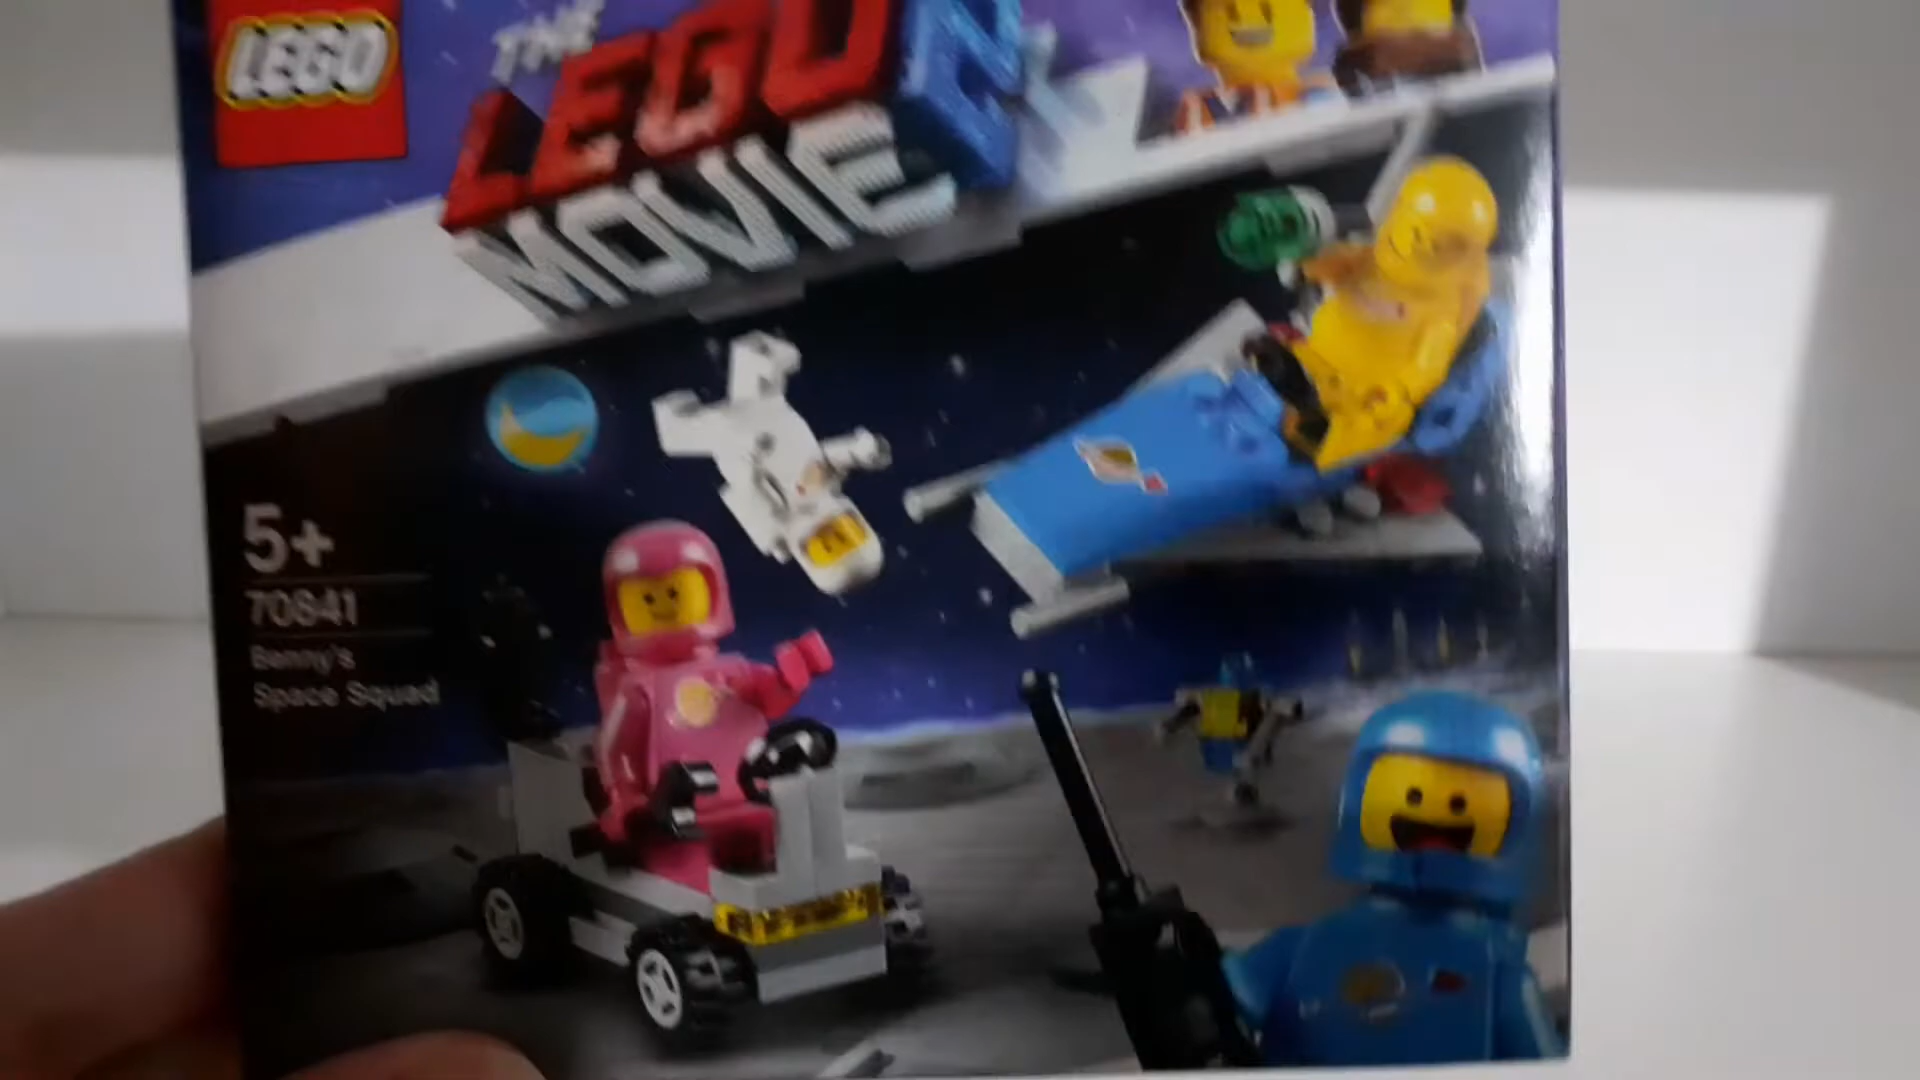 LEGO
THE
LEGO
MOVIE 2
5+
70841
Benny's
Space Squad